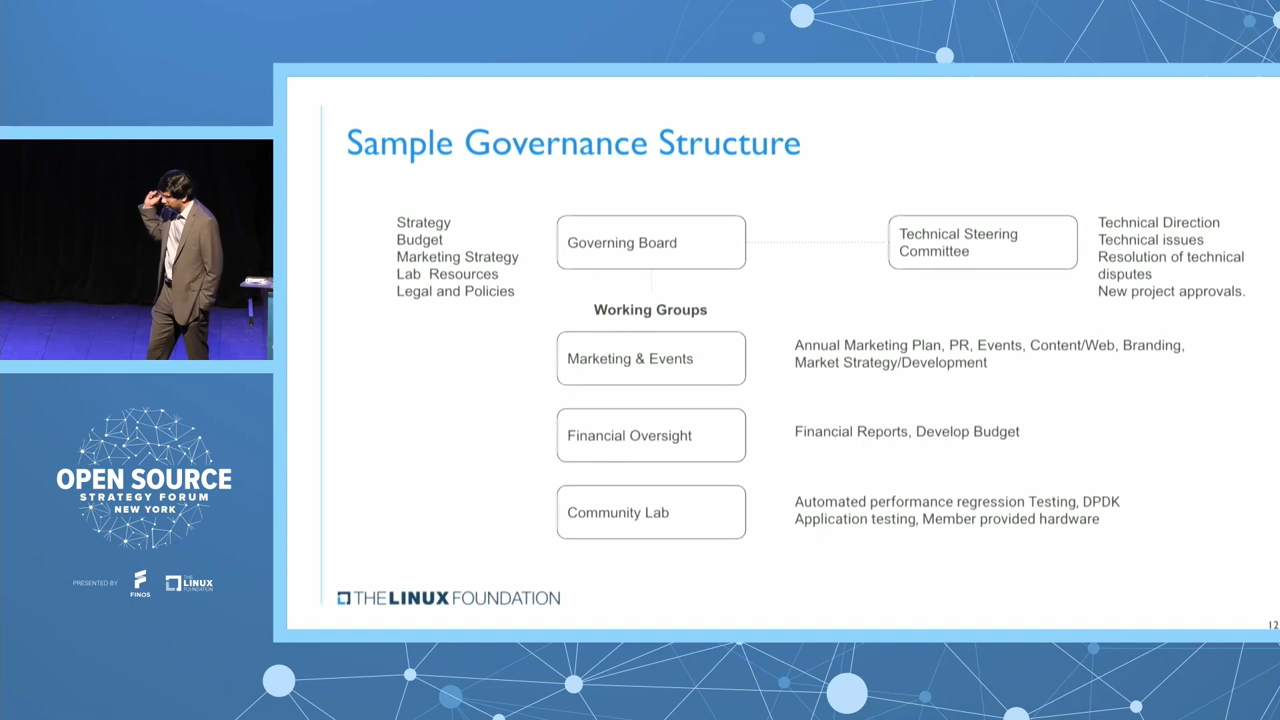 Sample Governance Structure
Strategy
Budget
Marketing Strategy
Lab Resources
Legal and Policies
Governing Board
Technical Steering
Committee
Technical Direction
Technical issues
Resolution of technical
disputes
New project approvals.
Working Groups
Marketing & Events
Annual Marketing Plan, PR, Events, Content/Web, Branding,
Market Strategy/Development
Financial Oversight
Financial Reports, Develop Budget
Community Lab
Automated performance regression Testing, DPDK
Application testing, Member provided hardware
THE LINUX FOUNDATION
12
OPEN SOURCE
STRATEGY FORUM
NEW YORK
PRESENTED BY
FINOS
THE
LINUX
FOUNDATION